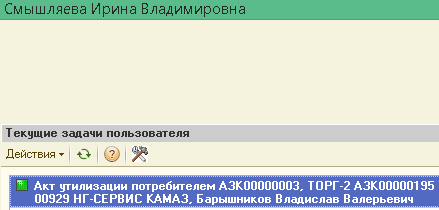 Смышляева Ирина Владимировна
Текущие задачи пользователя
Действия
Акт утилизации потребителем АЗК00000003, ТОРГ-2 АЗК00000195
00929 НГ-СЕРВИС КАМАЗ, Барышников Владислав Валерьевич